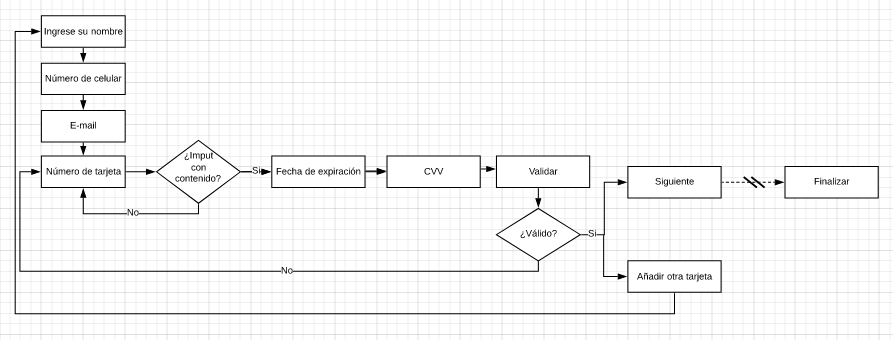 Ingrese su nombre
Número de celular
E-mail
Número de tarjeta
¿Imput
con
contenido?
Si
No
Fecha de expiración
CVV
Validar
¿Válido?
Si
No
Siguiente
Finalizar
Añadir otra tarjeta